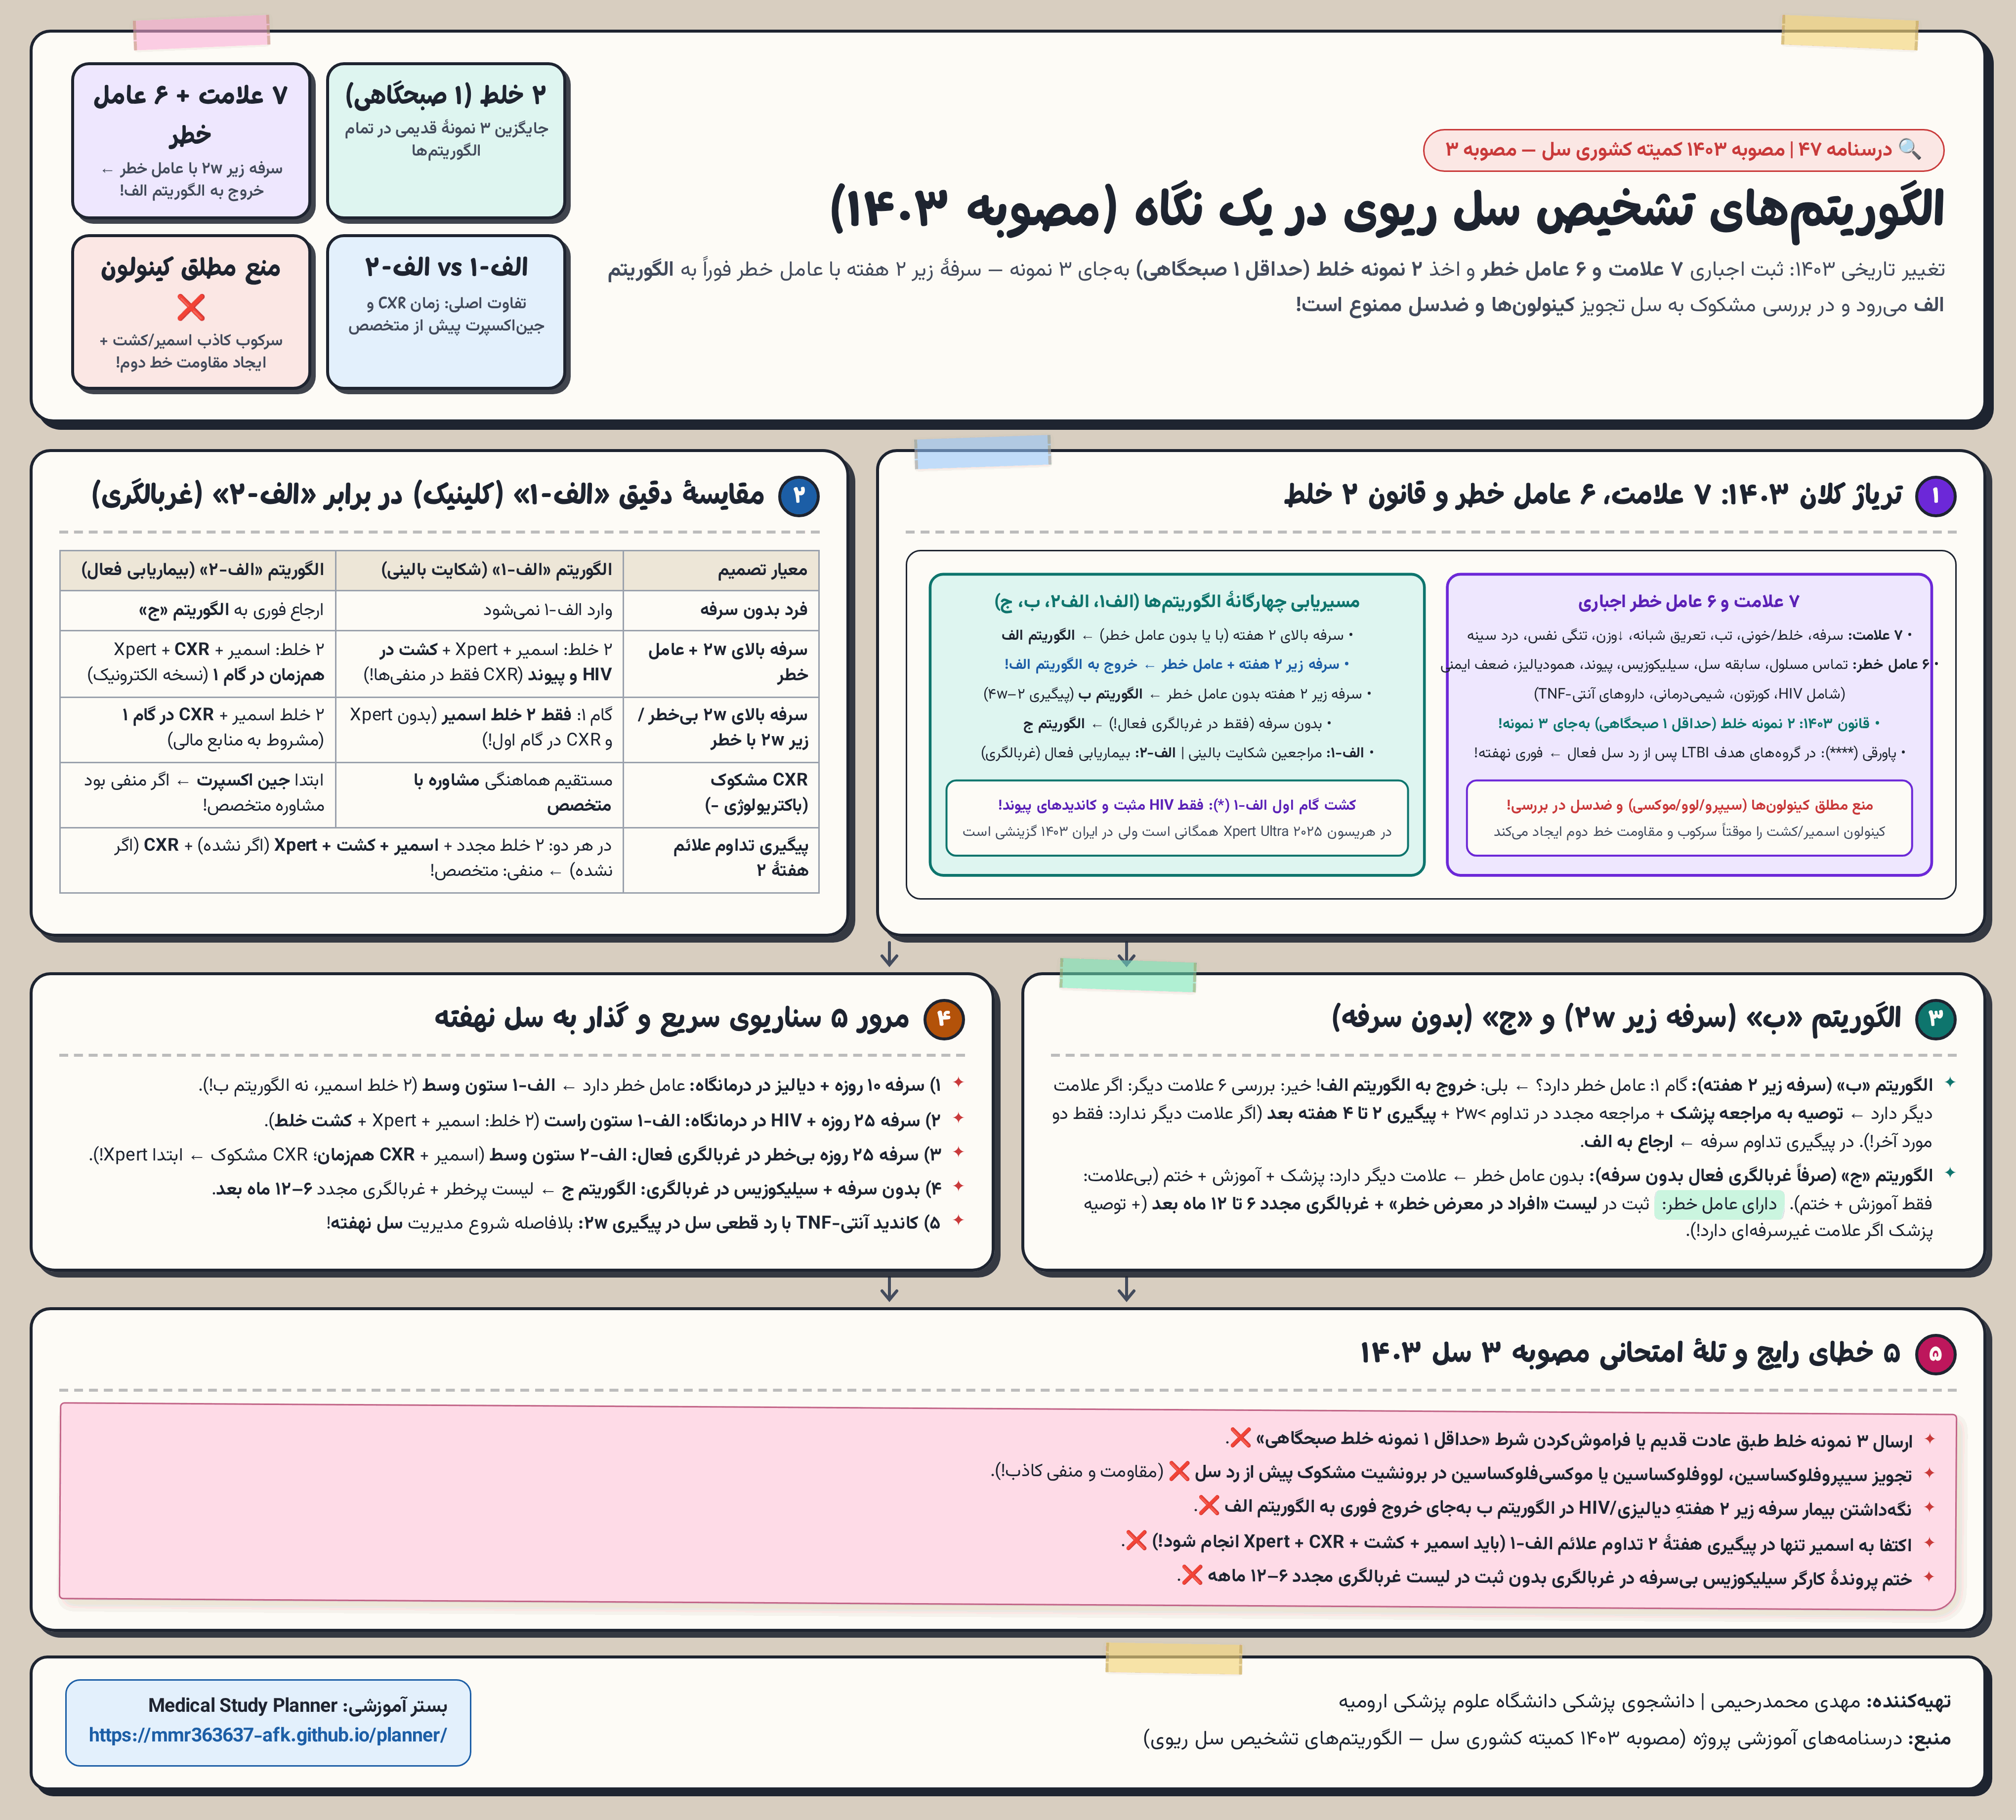 🔍 درسنامه ۴۷ | مصوبه ۱۴۰۳ کمیته کشوری سل – مصوبه ۳
الگوریتم‌های تشخیص سل ریوی در یک نگاه (مصوبه ۱۴۰۳)
تغییر تاریخی ۱۴۰۳: ثبت اجباری ۷ علامت و ۶ عامل خطر و اخذ ۲ نمونه خلط (حداقل ۱ صبحگاهی) به‌جای ۳ نمونه – سرفهٔ زیر ۲ هفته با عامل خطر فوراً به الگوریتم
الف می‌رود و در بررسی مشکوک به سل تجویز کینولون‌ها و ضدسل ممنوع است!
۲ خلط (۱ صبحگاهی)
جایگزین ۳ نمونهٔ قدیمی در تمام
الگوریتم‌ها
۷ علامت + ۶ عامل
خطر
سرفه زیر ۲w با عامل خطر ←
خروج به الگوریتم الف!
الف-۱ vs الف-۲
تفاوت اصلی: زمان CXR و
جین‌اکسپرت پیش از متخصص
منع مطلق کینولون
❌
سرکوب کاذب اسمیر/کشت +
ایجاد مقاومت خط دوم!
۱ تریاژ کلان ۱۴۰۳: ۷ علامت، ۶ عامل خطر و قانون ۲ خلط
۷ علامت و ۶ عامل خطر اجباری
• ۷ علامت: سرفه، خلط/خونی، تب، تعریق شبانه، ↓وزن، تنگی نفس، درد سینه
• ۶ عامل خطر: تماس مسلول، سابقه سل، سیلیکوزیس، پیوند، همودیالیز، ضعف ایمنی
(شامل HIV، کورتون، شیمی‌درمانی، داروهای آنتی-TNF)
• قانون ۱۴۰۳: ۲ نمونه خلط (حداقل ۱ صبحگاهی) به‌جای ۳ نمونه!
• پاورقی (****): در گروه‌های هدف LTBI پس از رد سل فعال ← فوری نهفته!
منع مطلق کینولون‌ها (سیپرو/لوو/موکسی) و ضدسل در بررسی!
کینولون اسمیر/کشت را موقتاً سرکوب و مقاومت خط دوم ایجاد می‌کند
مسیریابی چهارگانهٔ الگوریتم‌ها (الف۱، الف۲، ب، ج)
• سرفه بالای ۲ هفته (با یا بدون عامل خطر) ← الگوریتم الف
• سرفه زیر ۲ هفته + عامل خطر ← خروج به الگوریتم الف!
• سرفه زیر ۲ هفته بدون عامل خطر ← الگوریتم ب (پیگیری ۲–۴w)
• بدون سرفه (فقط در غربالگری فعال!) ← الگوریتم ج
• الف-۱: مراجعین شکایت بالینی | الف-۲: بیماریابی فعال (غربالگری)
کشت گام اول الف-۱ (*): فقط HIV مثبت و کاندیدهای پیوند!
در هریسون ۲۰۲۵ Xpert Ultra همگانی است ولی در ایران ۱۴۰۳ گزینشی است
۲ مقایسهٔ دقیق «الف-۱» (کلینیک) در برابر «الف-۲» (غربالگری)
معیار تصمیم الگوریتم «الف-۱» (شکایت بالینی) الگوریتم «الف-۲» (بیماریابی فعال)
فرد بدون سرفه وارد الف-۱ نمی‌شود ارجاع فوری به الگوریتم «ج»
سرفه بالای ۲w + عامل ۲ خلط: اسمیر + Xpert + کشت در ۲ خلط: اسمیر + Xpert + CXR
خطر HIV و پیوند (CXR فقط در منفی‌ها!) هم‌زمان در گام ۱ (نسخه الکترونیک)
سرفه بالای ۲w بی‌خطر / گام ۱: فقط ۲ خلط اسمیر (بدون Xpert ۲ خلط اسمیر + CXR در گام ۱
زیر ۲w با خطر و CXR در گام اول!) (مشروط به منابع مالی)
CXR مشکوک مستقیم هماهنگی مشاوره با ابتدا جین اکسپرت ← اگر منفی بود
(باکتریولوژی -) متخصص مشاوره متخصص!
پیگیری تداوم علائم در هر دو: ۲ خلط مجدد + اسمیر + کشت + Xpert (اگر نشده) + CXR (اگر
هفتهٔ ۲ نشده) ← منفی: متخصص!
۳ الگوریتم «ب» (سرفه زیر ۲w) و «ج» (بدون سرفه)
✦ الگوریتم «ب» (سرفه زیر ۲ هفته): گام ۱: عامل خطر دارد؟ ← بلی: خروج به الگوریتم الف! خیر: بررسی ۶ علامت دیگر: اگر علامت
دیگر دارد ← توصیه به مراجعه پزشک + مراجعه مجدد در تداوم >۲w + پیگیری ۲ تا ۴ هفته بعد (اگر علامت دیگر ندارد: فقط دو
مورد آخر!). در پیگیری تداوم سرفه ← ارجاع به الف.
✦ الگوریتم «ج» (صرفاً غربالگری فعال بدون سرفه): بدون عامل خطر ← علامت دیگر دارد: پزشک + آموزش + ختم (بی‌علامت:
فقط آموزش + ختم). دارای عامل خطر: ثبت در لیست «افراد در معرض خطر» + غربالگری مجدد ۶ تا ۱۲ ماه بعد (+ توصیه
پزشک اگر علامت غیرسرفه‌ای دارد!).
۴ مرور ۵ سناریوی سریع و گذار به سل نهفته
✦ ۱) سرفه ۱۰ روزه + دیالیز در درمانگاه: عامل خطر دارد ← الف-۱ ستون وسط (۲ خلط اسمیر، نه الگوریتم ب!).
✦ ۲) سرفه ۲۵ روزه + HIV در درمانگاه: الف-۱ ستون راست (۲ خلط: اسمیر + Xpert + کشت خلط).
✦ ۳) سرفه ۲۵ روزه بی‌خطر در غربالگری فعال: الف-۲ ستون وسط (اسمیر + CXR هم‌زمان؛ CXR مشکوک ← ابتدا Xpert!).
✦ ۴) بدون سرفه + سیلیکوزیس در غربالگری: الگوریتم ج ← لیست پرخطر + غربالگری مجدد ۶–۱۲ ماه بعد.
✦ ۵) کاندید آنتی-TNF با رد قطعی سل در پیگیری ۲w: بلافاصله شروع مدیریت سل نهفته!
۵ ۵ خطای رایج و تلهٔ امتحانی مصوبه ۳ سل ۱۴۰۳
✦ ارسال ۳ نمونه خلط طبق عادت قدیم یا فراموش‌کردن شرط «حداقل ۱ نمونه خلط صبحگاهی» ❌.
✦ تجویز سیپروفلوکساسین، لووفلوکساسین یا موکسی‌فلوکساسین در برونشیت مشکوک پیش از رد سل ❌ (مقاومت و منفی کاذب!).
✦ نگه‌داشتن بیمار سرفه زیر ۲ هفتهِ دیالیزی/HIV در الگوریتم ب به‌جای خروج فوری به الگوریتم الف ❌.
✦ اکتفا به اسمیر تنها در پیگیری هفتهٔ ۲ تداوم علائم الف-۱ (باید اسمیر + کشت + Xpert + CXR انجام شود!) ❌.
✦ ختم پروندهٔ کارگر سیلیکوزیس بی‌سرفه در غربالگری بدون ثبت در لیست غربالگری مجدد ۶–۱۲ ماهه ❌.
تهیه‌کننده: مهدی محمدرحیمی | دانشجوی پزشکی دانشگاه علوم پزشکی ارومیه
منبع: درسنامه‌های آموزشی پروژه (مصوبه ۱۴۰۳ کمیته کشوری سل – الگوریتم‌های تشخیص سل ریوی)
بستر آموزشی: Medical Study Planner
https://mmr363637-afk.github.io/planner/